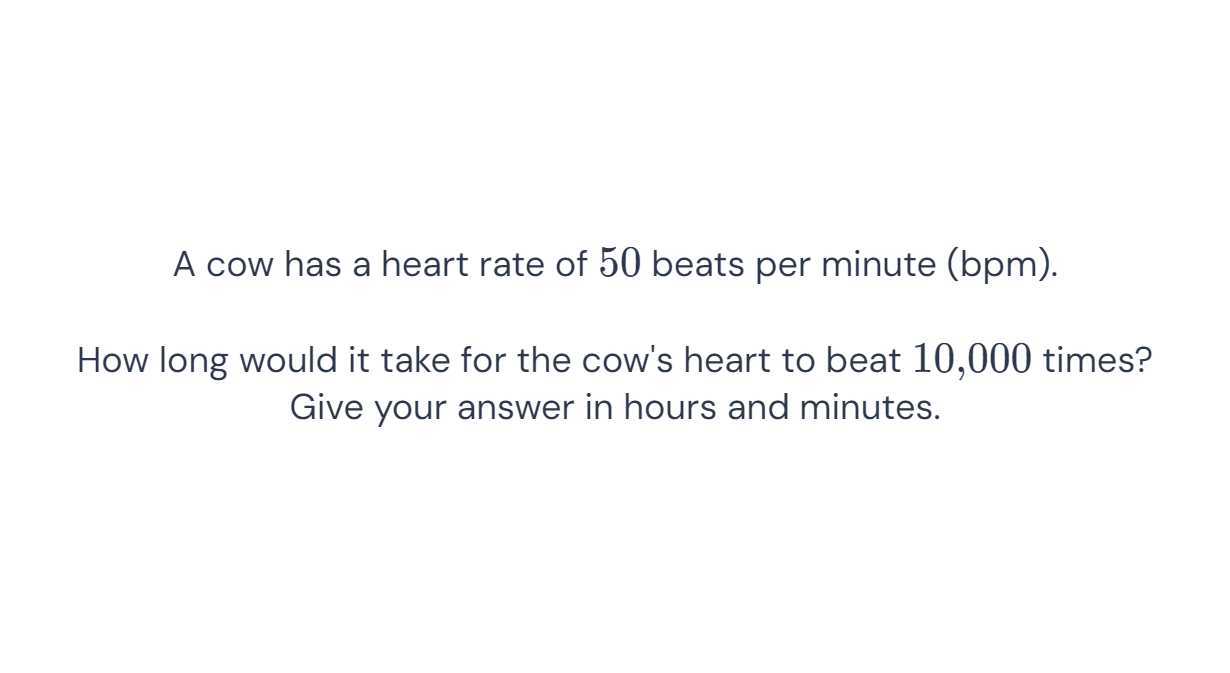 A cow has a heart rate of 50 beats per minute (bpm).
How long would it take for the cow's heart to beat 10,000 times?
Give your answer in hours and minutes.